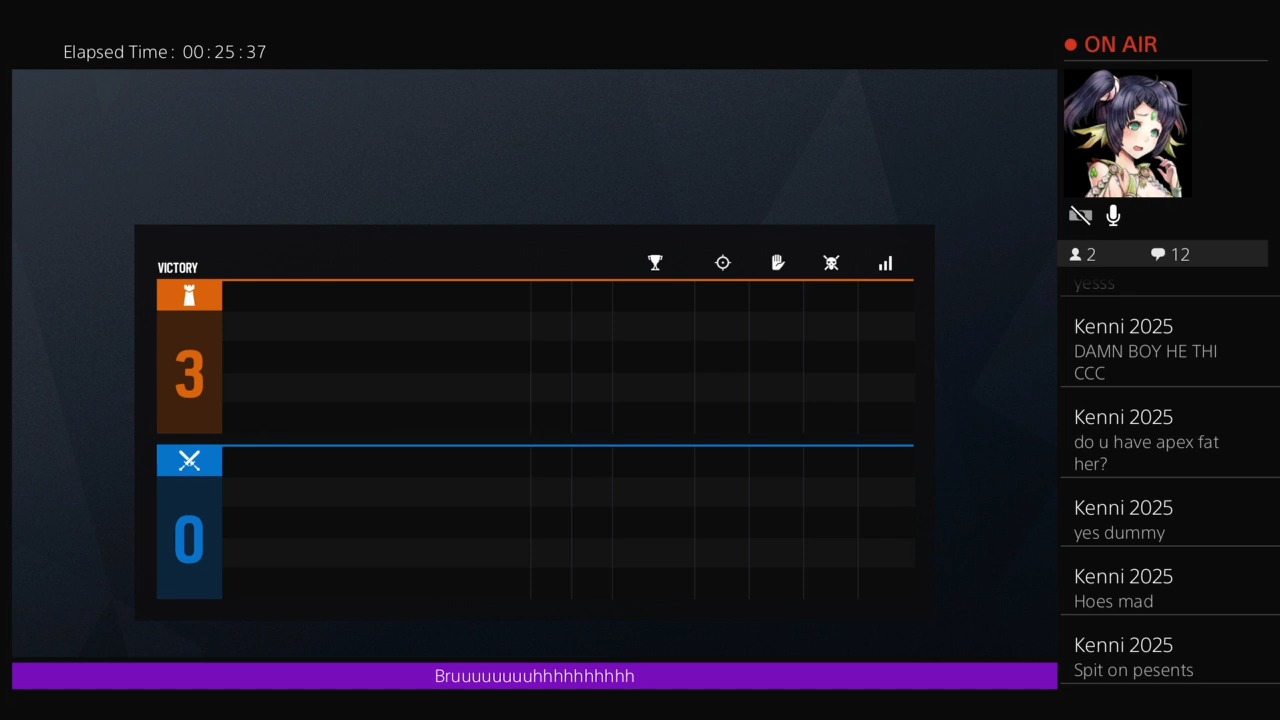 Elapsed Time: 00:25:37
ON AIR
2
12
yesss
Kenni 2025
DAMN BOY HE THI
CCC
Kenni 2025
do u have apex fat
her?
Kenni 2025
yes dummy
Kenni 2025
Hoes mad
Kenni 2025
Spit on pesents
VICTORY
3
0
Bruuuuuuuuhhhhhhhhhhh